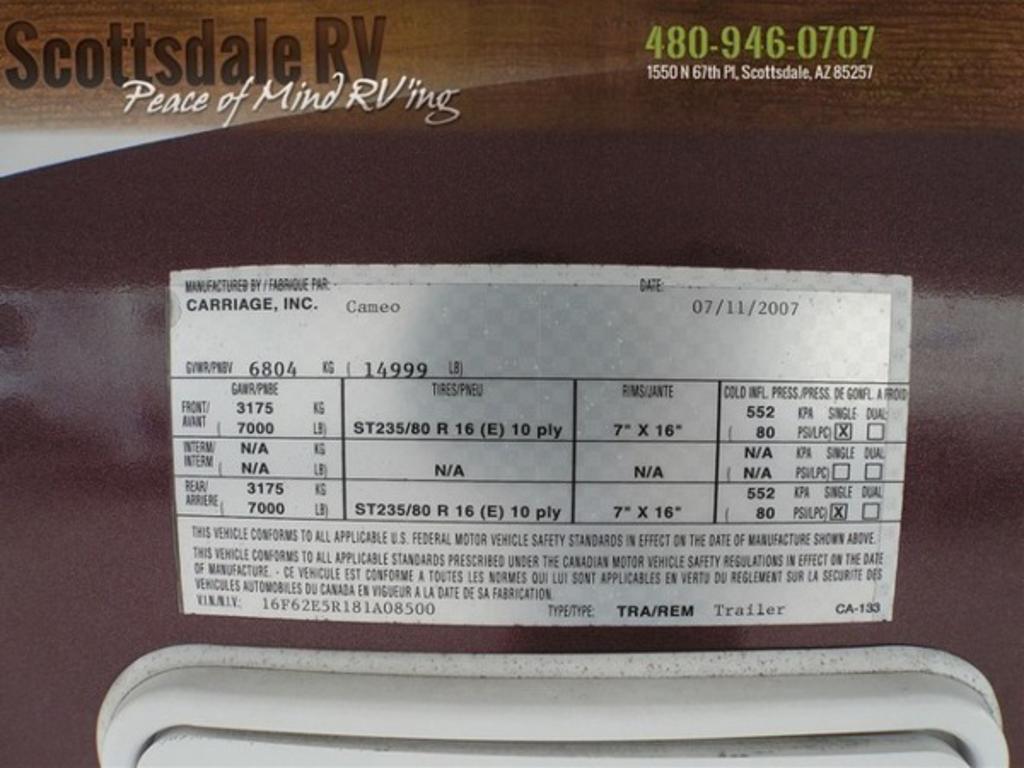 Scottsdale RV
Peace of Mind RV'ing
480-946-0707
1550 N 67th Pl, Scottsdale, AZ 85257
MANUFACTURED BY / FABRIQUE PAR: DATE:
CARRIAGE, INC. Cameo 07/11/2007
GVWR/PNBV 6804 KG ( 14999 LB)
GAWR/PNBE TIRES/PNEU RIMS/JANTE COLD INFL. PRESS./PRESS. DE GONFL. A FROID
FRONT/ 3175 KG 552 KPA SINGLE DUAL
AVANT ( 7000 LB) ST235/80 R 16 (E) 10 ply 7" X 16" ( 80 PSI/LPC) X
INTERM/ N/A KG N/A KPA SINGLE DUAL
INTERM ( N/A LB) N/A N/A ( N/A PSI/LPC)
REAR/ 3175 KG 552 KPA SINGLE DUAL
ARRIERE ( 7000 LB) ST235/80 R 16 (E) 10 ply 7" X 16" ( 80 PSI/LPC) X
THIS VEHICLE CONFORMS TO ALL APPLICABLE U.S. FEDERAL MOTOR VEHICLE SAFETY STANDARDS IN EFFECT ON THE DATE OF MANUFACTURE SHOWN ABOVE.
THIS VEHICLE CONFORMS TO ALL APPLICABLE STANDARDS PRESCRIBED UNDER THE CANADIAN MOTOR VEHICLE SAFETY REGULATIONS IN EFFECT ON THE DATE
OF MANUFACTURE. - CE VEHICULE EST CONFORME A TOUTES LES NORMES QUI LUI SONT APPLICABLES EN VERTU DU REGLEMENT SUR LA SECURITE DES
VEHICULES AUTOMOBILES DU CANADA EN VIGUEUR A LA DATE DE SA FABRICATION.
V.I.N./N.I.V.: 16F62E5R181A08500 TYPE/TYPE: TRA/REM Trailer CA-133